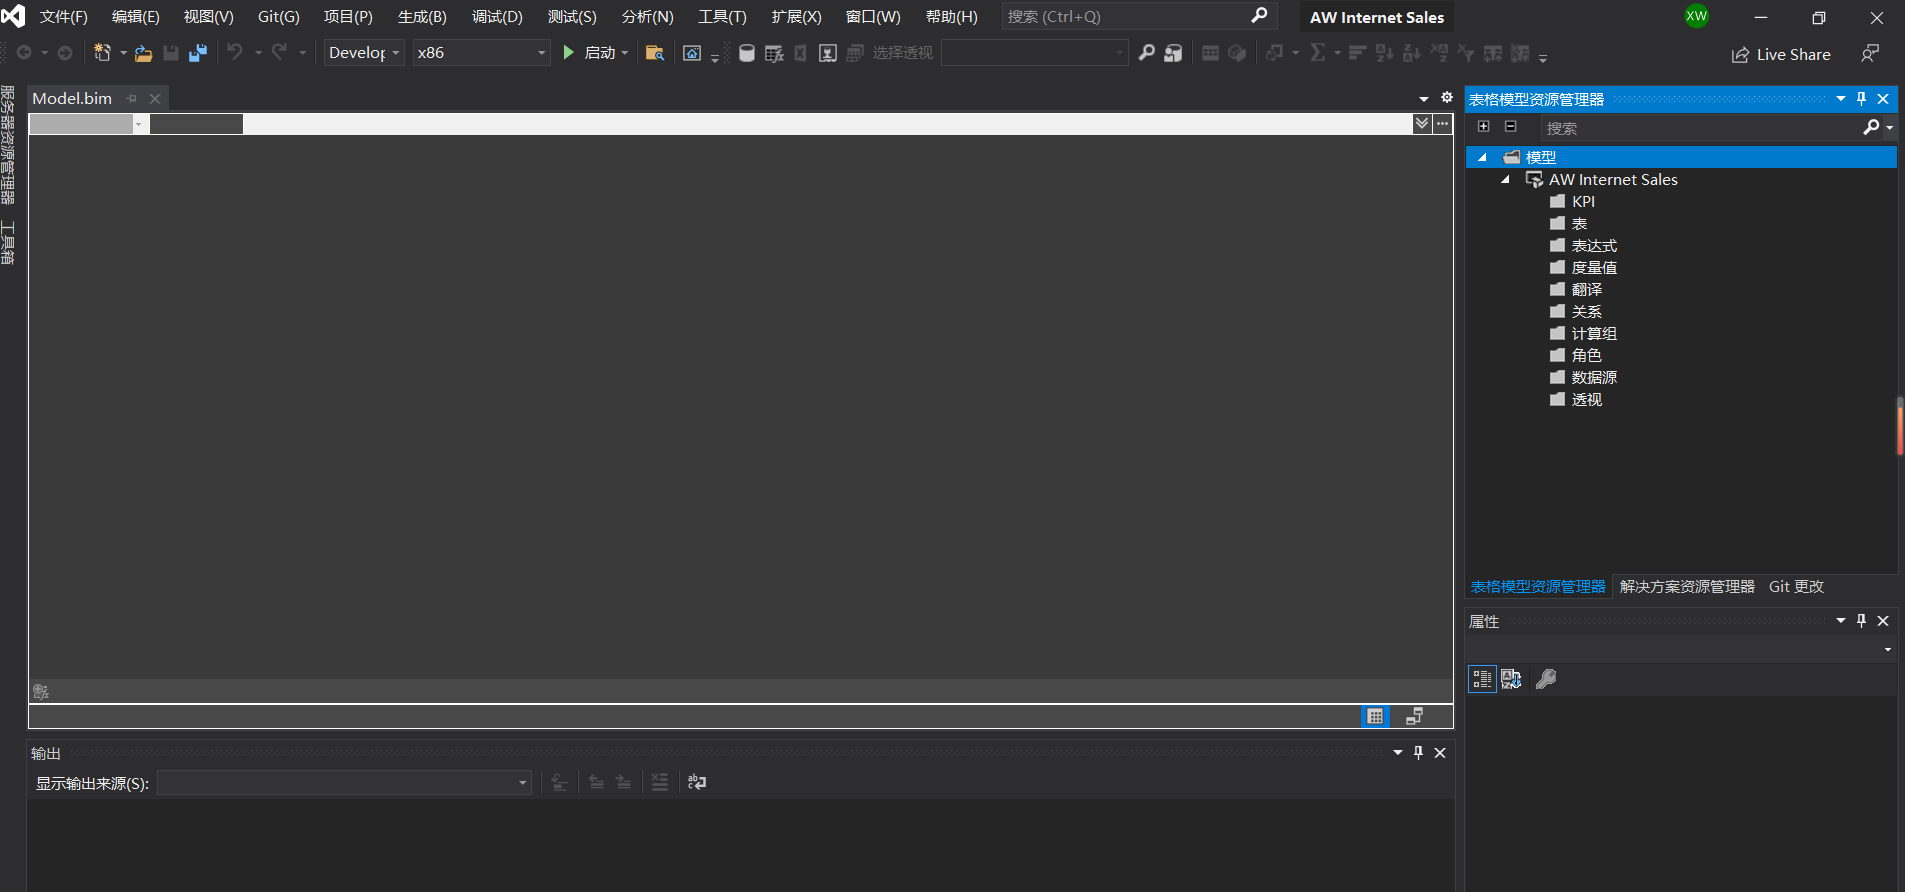 文件(F) 编辑(E) 视图(V) Git(G) 项目(P) 生成(B) 调试(D) 测试(S) 分析(N) 工具(T) 扩展(X) 窗口(W) 帮助(H) 搜索 (Ctrl+Q) AW Internet Sales XW
Develop x86 启动 选择透视 Live Share
服务器资源管理器
工具箱
Model.bim
表格模型资源管理器
搜索
模型
AW Internet Sales
KPI
表
表达式
度量值
翻译
关系
计算组
角色
数据源
透视
表格模型资源管理器 解决方案资源管理器 Git 更改
属性
输出
显示输出来源(S):